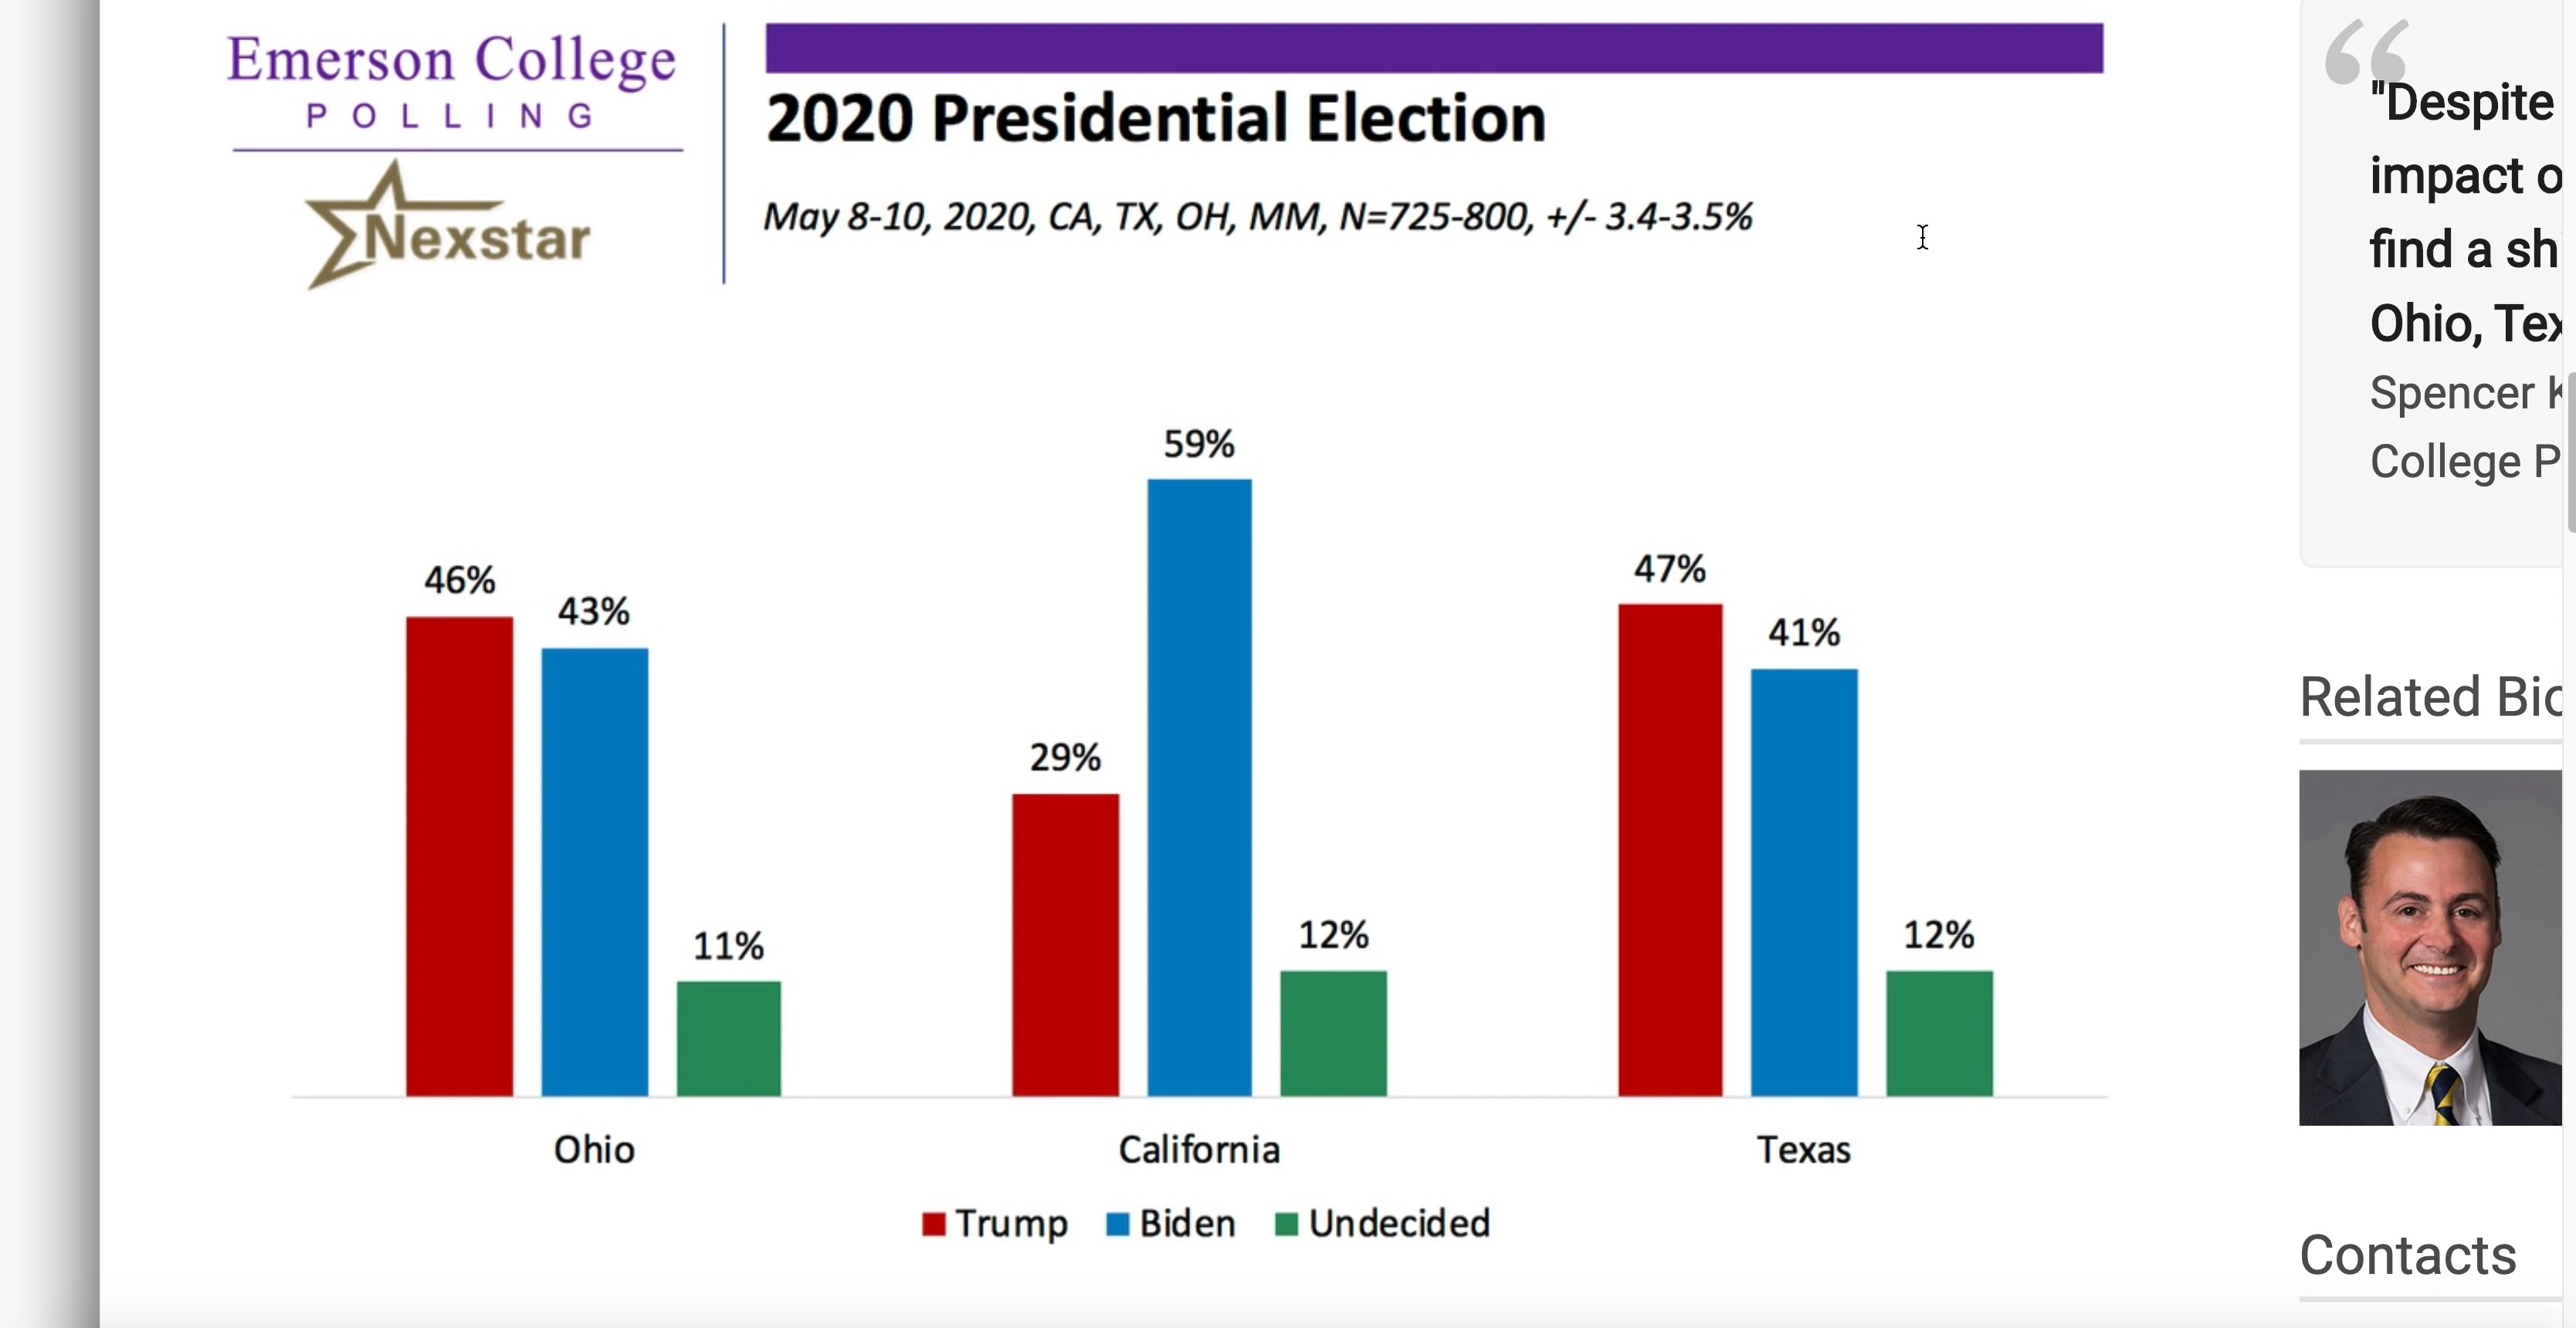 Emerson College
POLLING
Nexstar
2020 Presidential Election
May 8-10, 2020, CA, TX, OH, MM, N=725-800, +/- 3.4-3.5%
46%
43%
11%
29%
59%
12%
47%
41%
12%
Ohio
California
Texas
Trump
Biden
Undecided
"Despite
impact o
find a sh
Ohio, Tex
Spencer K
College P
Related Bio
Contacts